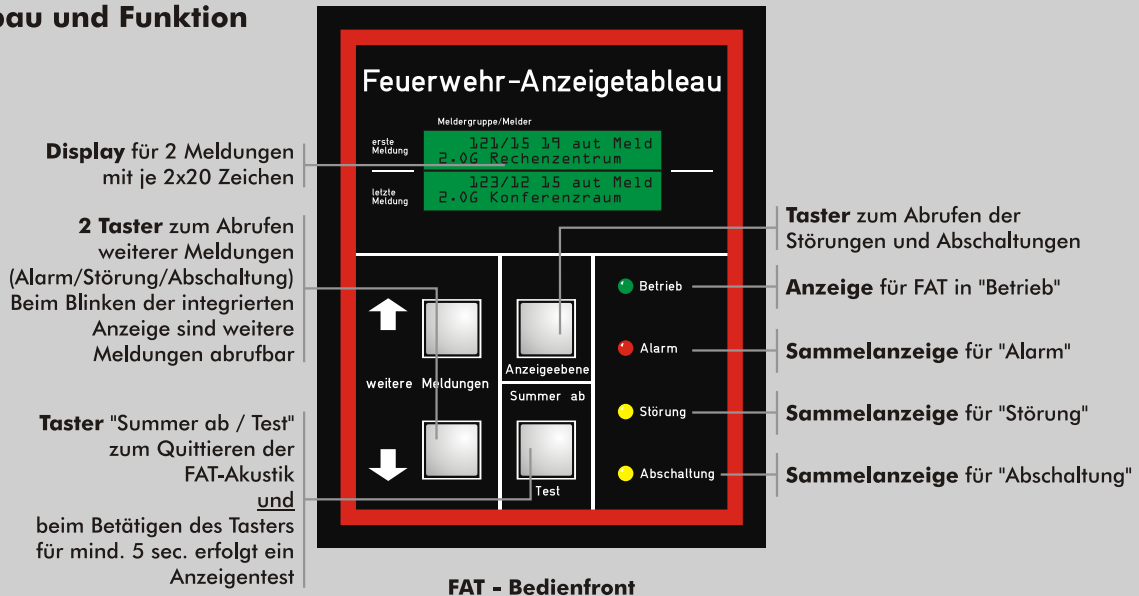 bau und Funktion
Feuerwehr-Anzeigetableau
Meldergruppe/Melder
erste
Meldung
121/15 19 aut Meld
2.OG Rechenzentrum
letzte
Meldung
123/12 15 aut Meld
2.OG Konferenzraum
Display für 2 Meldungen
mit je 2x20 Zeichen
2 Taster zum Abrufen
weiterer Meldungen
(Alarm/Störung/Abschaltung)
Beim Blinken der integrierten
Anzeige sind weitere
Meldungen abrufbar
Taster "Summer ab / Test"
zum Quittieren der
FAT-Akustik
und
beim Betätigen des Tasters
für mind. 5 sec. erfolgt ein
Anzeigentest
weitere Meldungen
Anzeigeebene
Summer ab
Test
Betrieb
Alarm
Störung
Abschaltung
Taster zum Abrufen der
Störungen und Abschaltungen
Anzeige für FAT in "Betrieb"
Sammelanzeige für "Alarm"
Sammelanzeige für "Störung"
Sammelanzeige für "Abschaltung"
FAT - Bedienfront